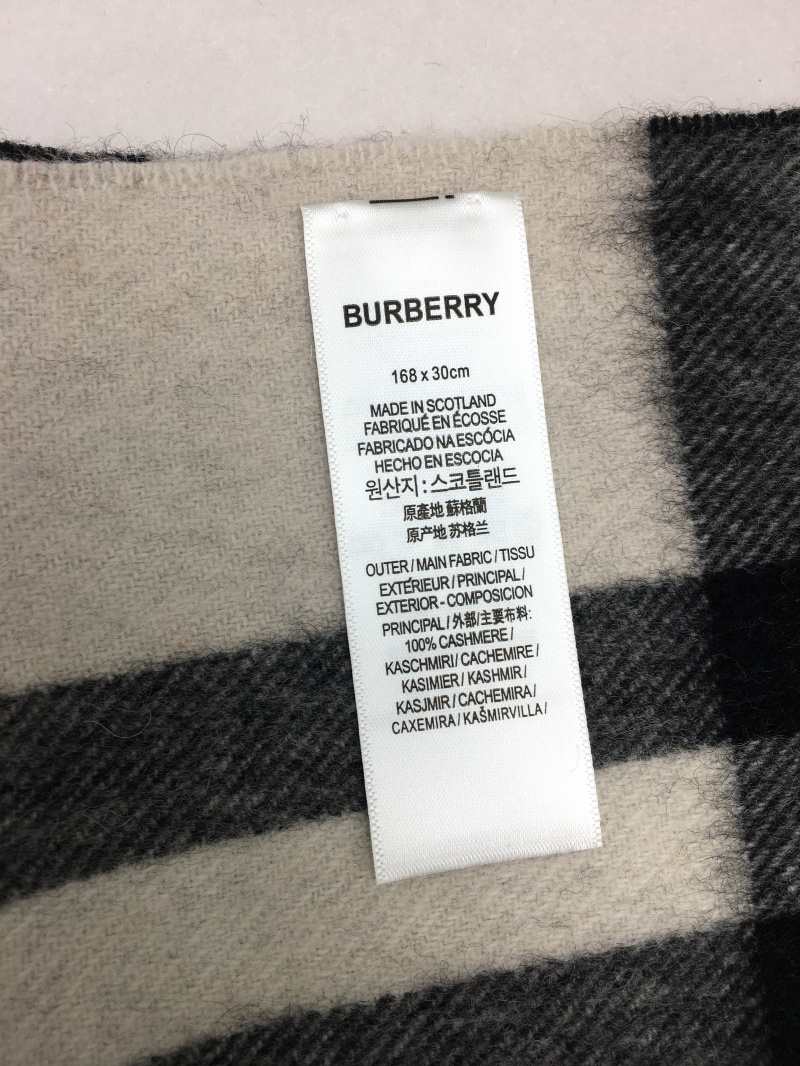 BURBERRY
168 x 30cm
MADE IN SCOTLAND
FABRIQUÉ EN ÉCOSSE
FABRICADO NA ESCÓCIA
HECHO EN ESCOCIA
원산지 : 스코틀랜드
原產地 蘇格蘭
原产地 苏格兰
OUTER / MAIN FABRIC / TISSU
EXTÉRIEUR / PRINCIPAL /
EXTERIOR - COMPOSICION
PRINCIPAL / 外部/主要布料:
100% CASHMERE /
KASCHMIRI / CACHEMIRE /
KASIMIER / KASHMIR /
KASJMIR / CACHEMIRA /
CAXEMIRA / KAŠMIRVILLA /